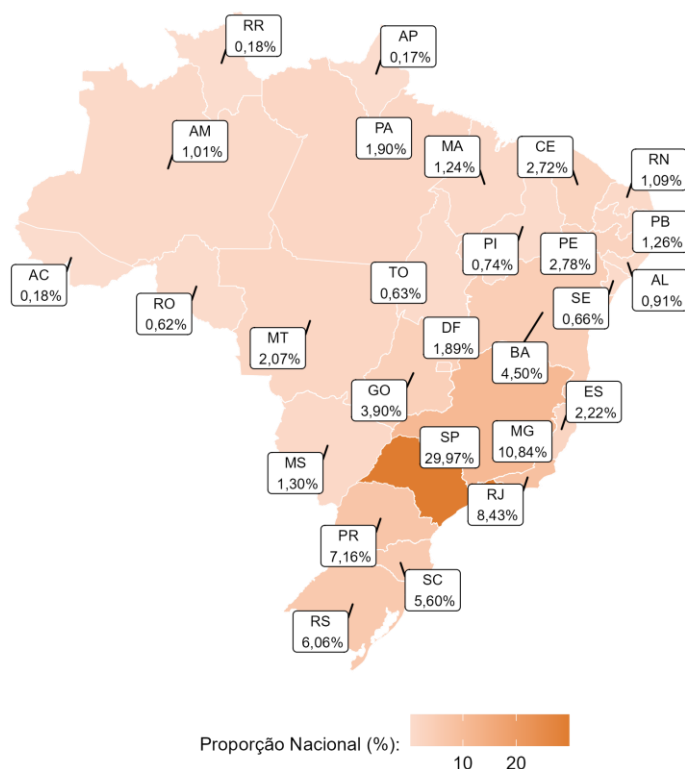 RR
0,18%
AP
0,17%
AM
1,01%
PA
1,90%
MA
1,24%
CE
2,72%
RN
1,09%
PB
1,26%
PI
0,74%
PE
2,78%
AC
0,18%
TO
0,63%
AL
0,91%
RO
0,62%
SE
0,66%
MT
2,07%
DF
1,89%
BA
4,50%
GO
3,90%
ES
2,22%
SP
29,97%
MG
10,84%
MS
1,30%
RJ
8,43%
PR
7,16%
SC
5,60%
RS
6,06%
Proporção Nacional (%):
10 20